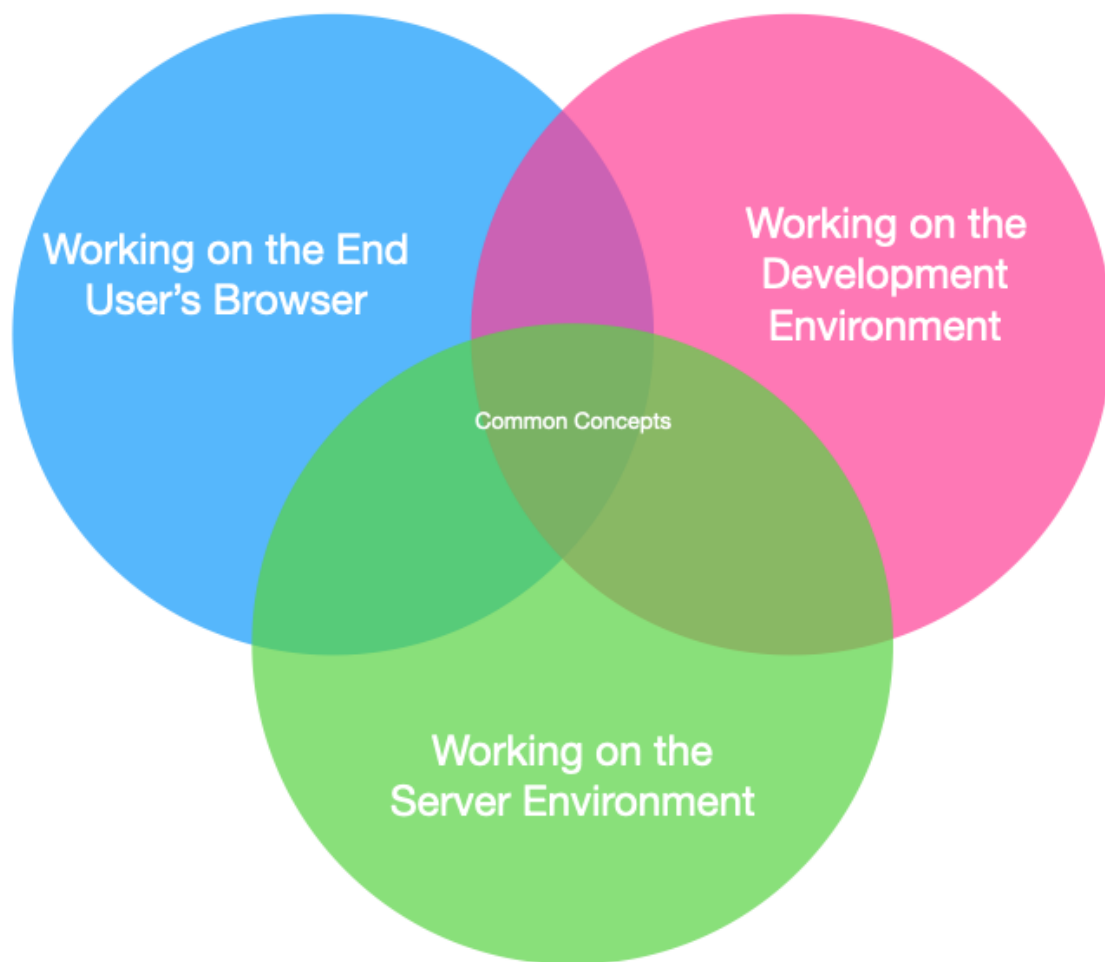 Working on the End
User’s Browser
Working on the
Development
Environment
Common Concepts
Working on the
Server Environment